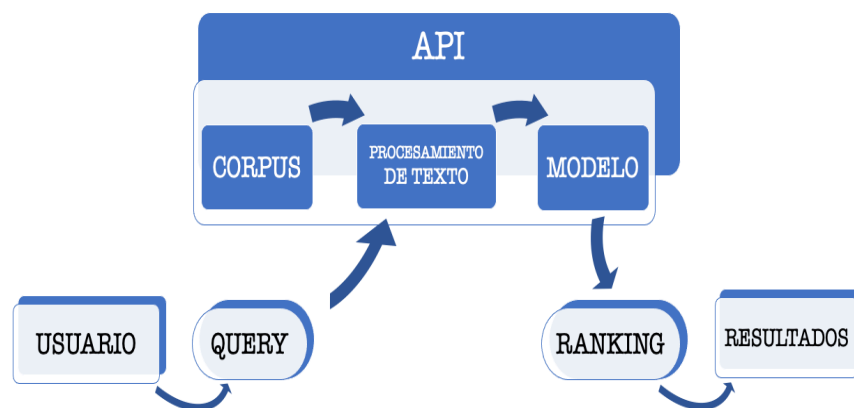 API
CORPUS
PROCESAMIENTO
DE TEXTO
MODELO
USUARIO
QUERY
RANKING
RESULTADOS